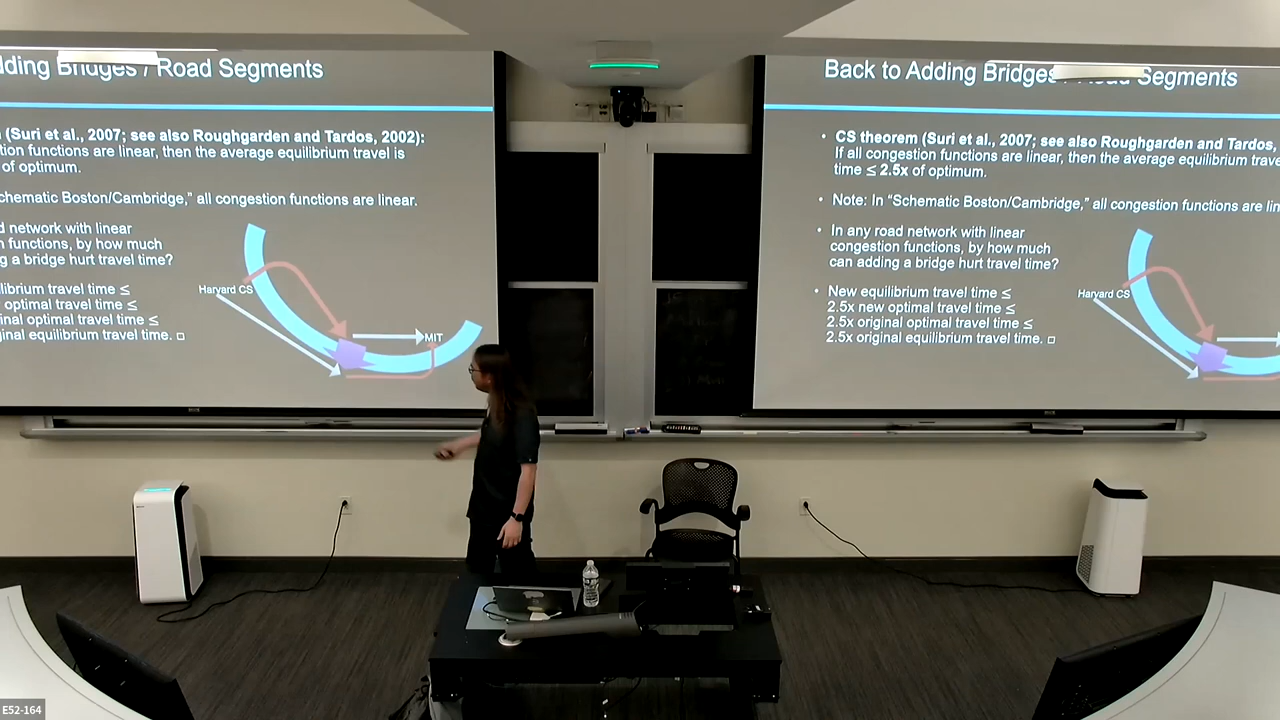 dding Bridges / Road Segments
(Suri et al., 2007; see also Roughgarden and Tardos, 2002):
tion functions are linear, then the average equilibrium travel is
of optimum.
chematic Boston/Cambridge," all congestion functions are linear.
d network with linear
n functions, by how much
g a bridge hurt travel time?
Harvard CS
MIT
ilibrium travel time ≤
optimal travel time ≤
inal optimal travel time ≤
ginal equilibrium travel time. □
Back to Adding Bridges Segments
• CS theorem (Suri et al., 2007; see also Roughgarden and Tardos,
If all congestion functions are linear, then the average equilibrium trave
time ≤ 2.5x of optimum.
• Note: In "Schematic Boston/Cambridge," all congestion functions are lin
• In any road network with linear
congestion functions, by how much
can adding a bridge hurt travel time?
Harvard CS
• New equilibrium travel time ≤
2.5x new optimal travel time ≤
2.5x original optimal travel time ≤
2.5x original equilibrium travel time. □
E52-164